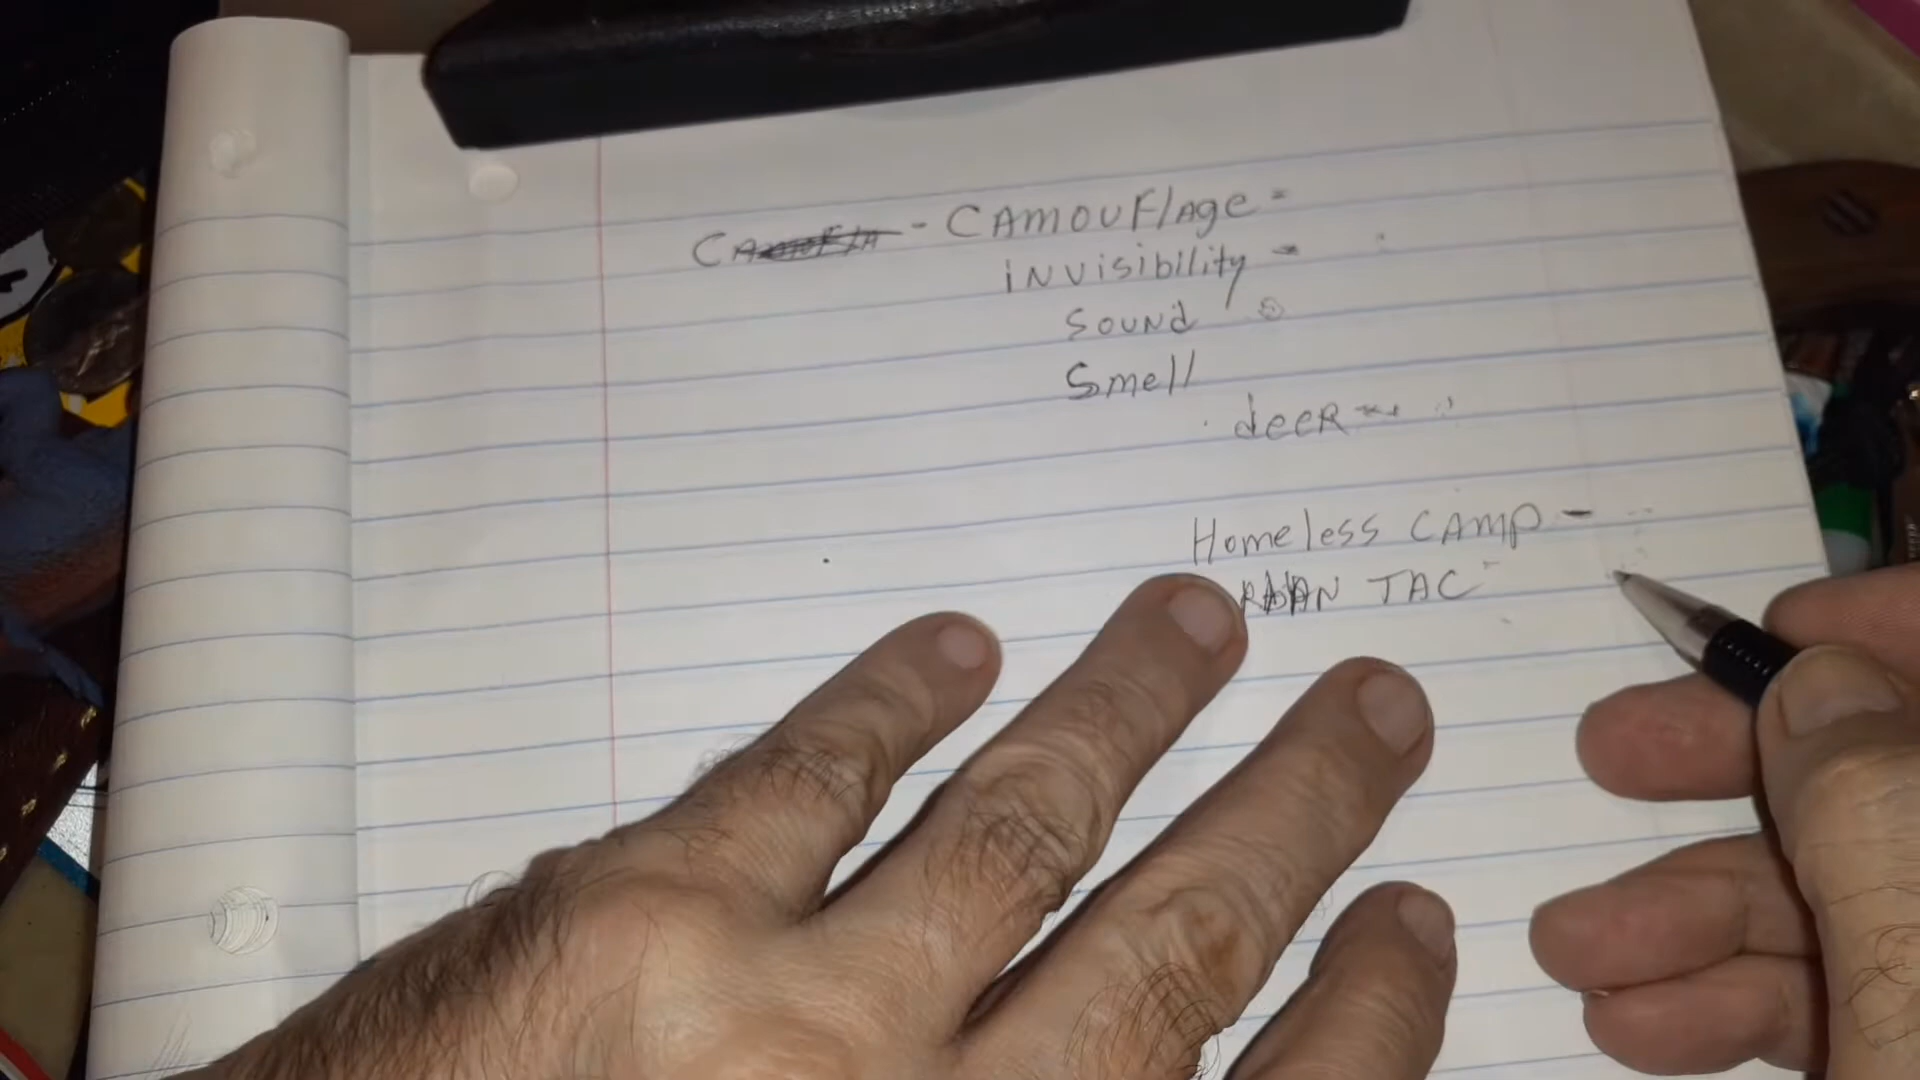 - CAMOUFlAge -
iNVisibility -
SOUNd
Smell
deeR
Homeless CAMP -
TAC